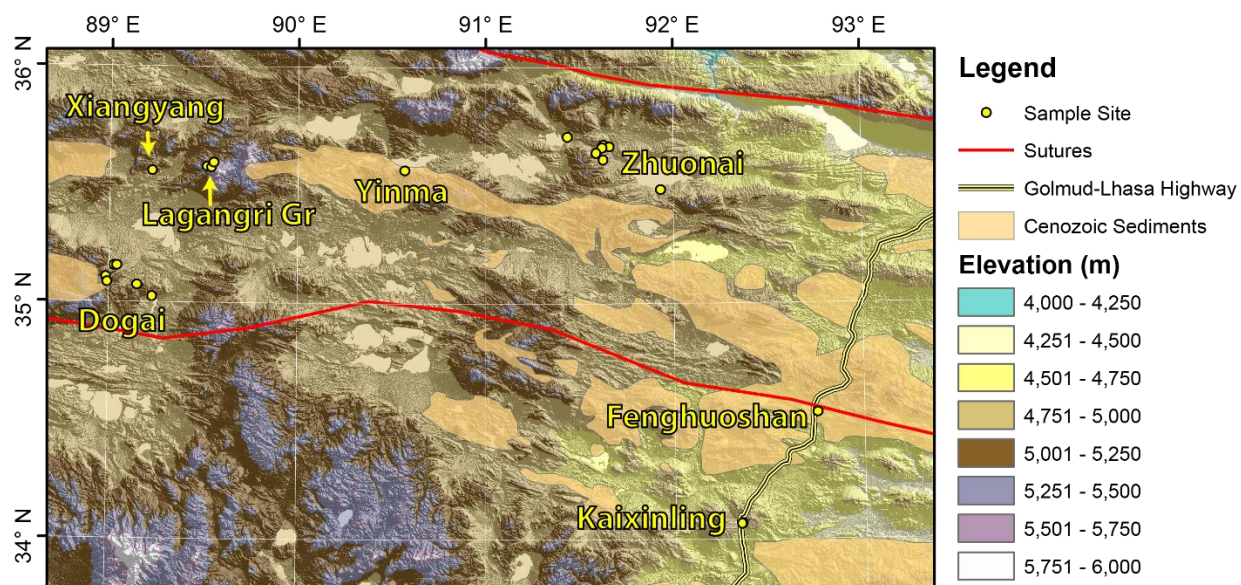 89° E 90° E 91° E 92° E 93° E
36° N
35° N
34° N
Xiangyang
Lagangri Gr
Yinma
Zhuonai
Dogai
Fenghuoshan
Kaixinling
Legend
Sample Site
Sutures
Golmud-Lhasa Highway
Cenozoic Sediments
Elevation (m)
4,000 - 4,250
4,251 - 4,500
4,501 - 4,750
4,751 - 5,000
5,001 - 5,250
5,251 - 5,500
5,501 - 5,750
5,751 - 6,000